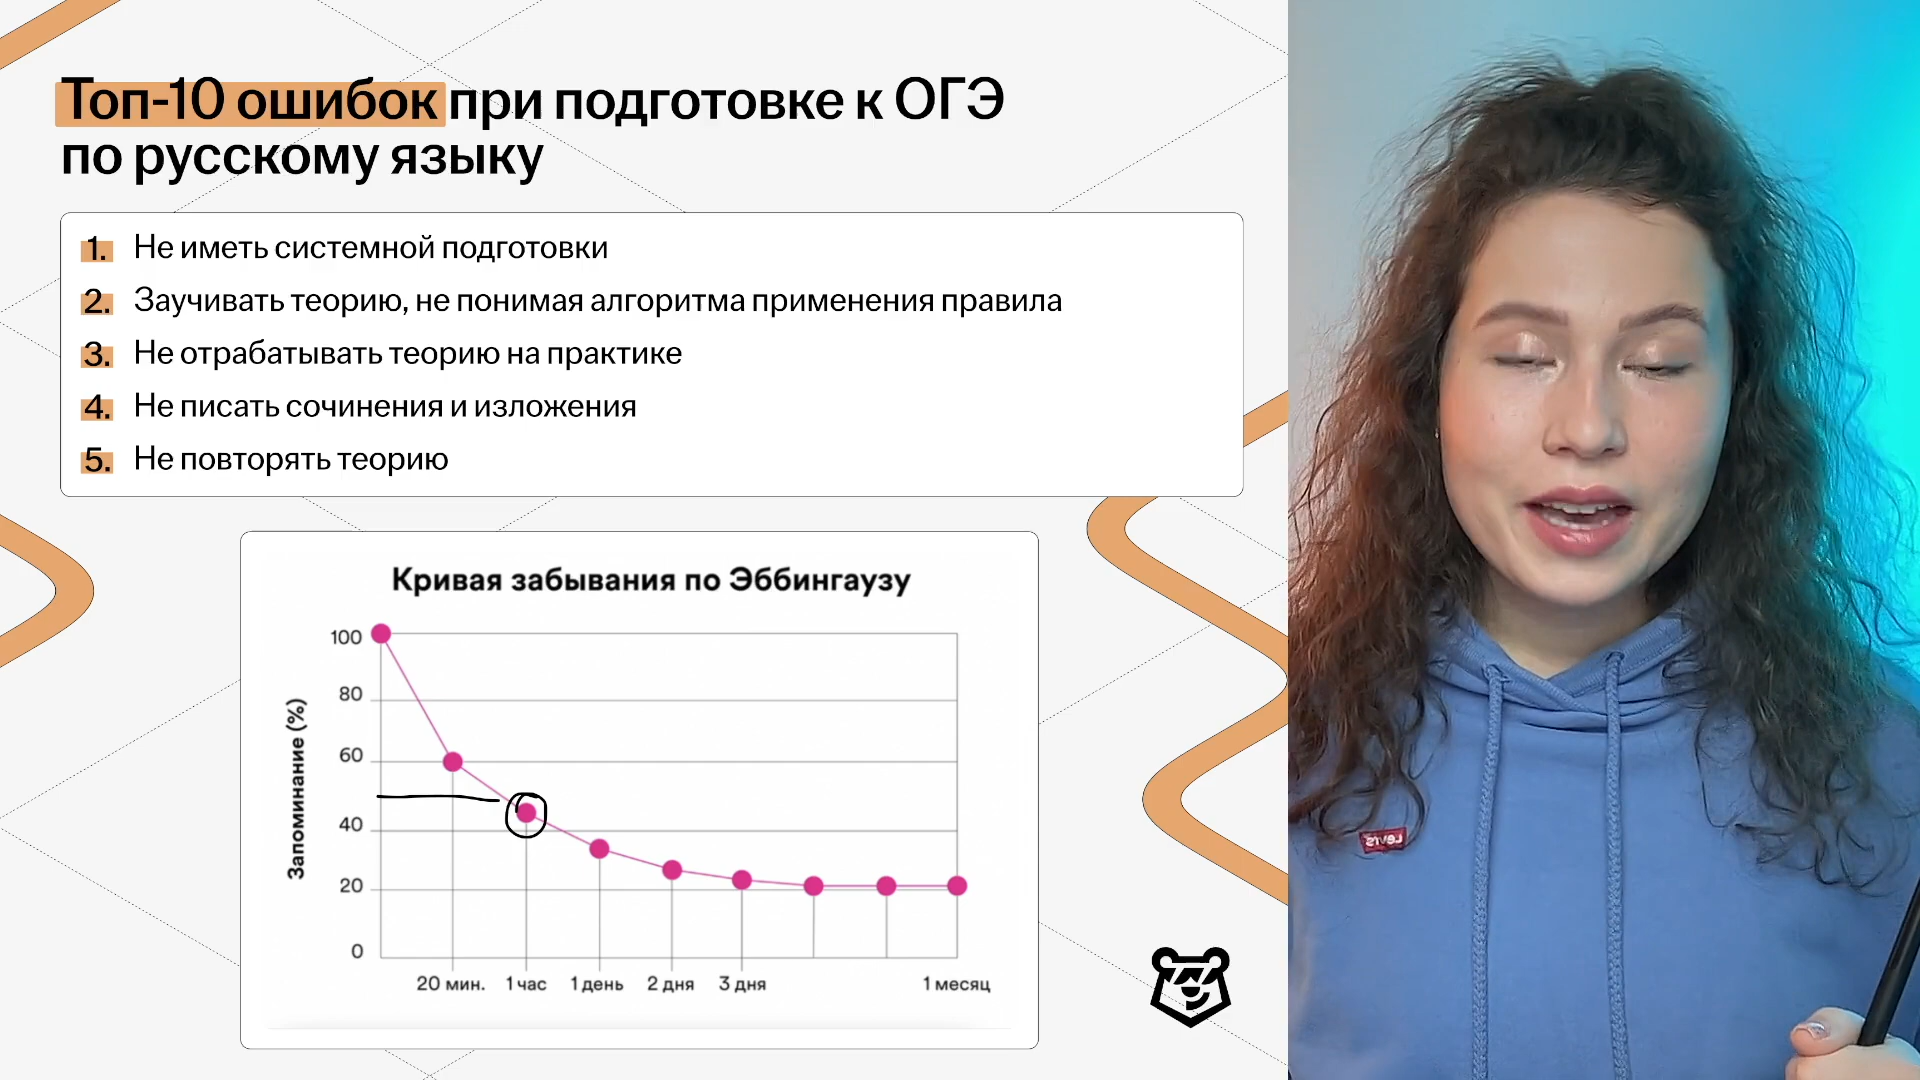 Топ-10 ошибок при подготовке к ОГЭ
по русскому языку
1. Не иметь системной подготовки
2. Заучивать теорию, не понимая алгоритма применения правила
3. Не отрабатывать теорию на практике
4. Не писать сочинения и изложения
5. Не повторять теорию
Кривая забывания по Эббингаузу
Запоминание (%)
100
80
60
40
20
0
20 мин. 1 час 1 день 2 дня 3 дня 1 месяц
Levi's